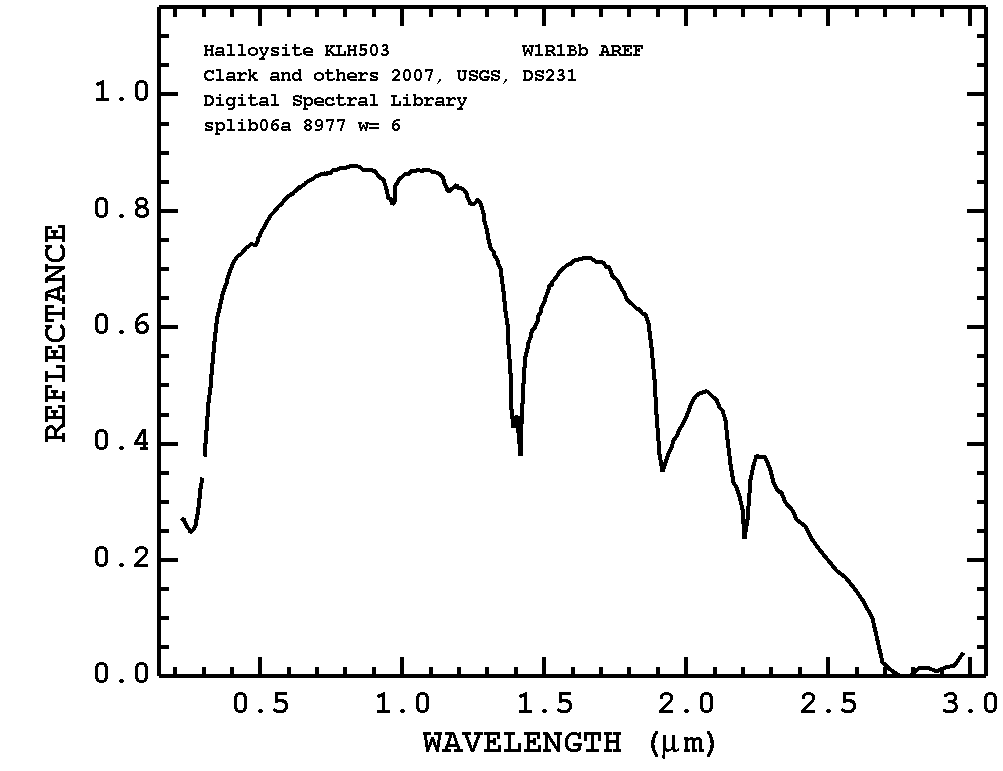 Halloysite KLH503 W1R1Bb AREF
Clark and others 2007, USGS, DS231
Digital Spectral Library
splib06a 8977 w= 6
1.0
0.8
0.6
0.4
0.2
0.0
REFLECTANCE
0.5 1.0 1.5 2.0 2.5 3.0
WAVELENGTH (μm)